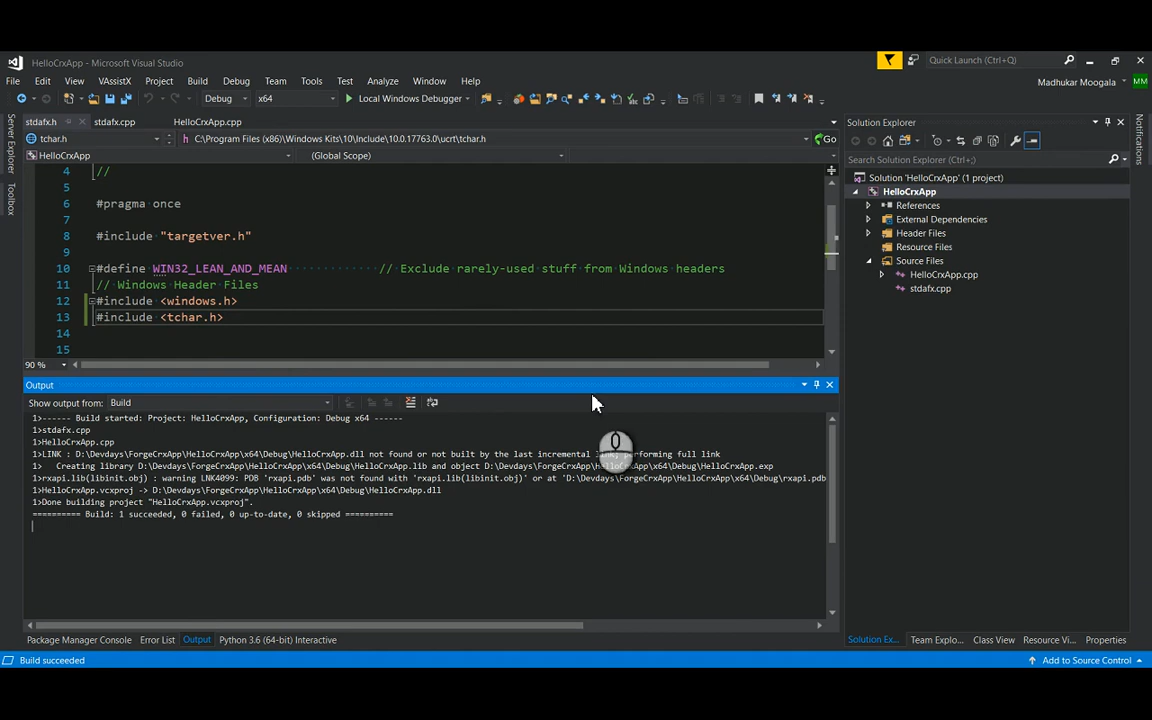 HelloCrxApp - Microsoft Visual Studio
Quick Launch (Ctrl+Q)
File Edit View VAssistX Project Build Debug Team Tools Test Analyze Window Help
Madhukar Moogala MM
Debug x64 Local Windows Debugger
stdafx.h stdafx.cpp HelloCrxApp.cpp
tchar.h C:\Program Files (x86)\Windows Kits\10\Include\10.0.17763.0\ucrt\tchar.h Go
HelloCrxApp (Global Scope)
4 //
5
6 #pragma once
7
8 #include "targetver.h"
9
10 #define WIN32_LEAN_AND_MEAN // Exclude rarely-used stuff from Windows headers
11 // Windows Header Files
12 #include <windows.h>
13 #include <tchar.h>
14
15
90 %
Output
Show output from: Build
1>------ Build started: Project: HelloCrxApp, Configuration: Debug x64 ------
1>stdafx.cpp
1>HelloCrxApp.cpp
1>LINK : D:\Devdays\ForgeCrxApp\HelloCrxApp\x64\Debug\HelloCrxApp.dll not found or not built by the last incremental link; performing full link
1> Creating library D:\Devdays\ForgeCrxApp\HelloCrxApp\x64\Debug\HelloCrxApp.lib and object D:\Devdays\ForgeCrxApp\HelloCrxApp\x64\Debug\HelloCrxApp.exp
1>rxapi.lib(libinit.obj) : warning LNK4099: PDB 'rxapi.pdb' was not found with 'rxapi.lib(libinit.obj)' or at 'D:\Devdays\ForgeCrxApp\HelloCrxApp\x64\Debug\rxapi.pdb
1>HelloCrxApp.vcxproj -> D:\Devdays\ForgeCrxApp\HelloCrxApp\x64\Debug\HelloCrxApp.dll
1>Done building project "HelloCrxApp.vcxproj".
========== Build: 1 succeeded, 0 failed, 0 up-to-date, 0 skipped ==========
Package Manager Console Error List Output Python 3.6 (64-bit) Interactive
Server Explorer
Toolbox
Solution Explorer
Search Solution Explorer (Ctrl+;)
Solution 'HelloCrxApp' (1 project)
HelloCrxApp
References
External Dependencies
Header Files
Resource Files
Source Files
HelloCrxApp.cpp
stdafx.cpp
Solution Ex... Team Explo... Class View Resource Vi... Properties
Notifications
Build succeeded
Add to Source Control